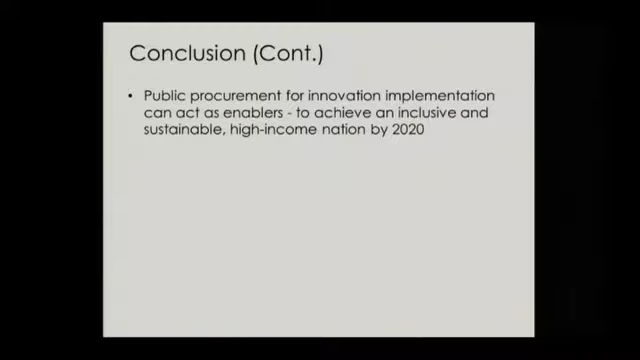 Conclusion (Cont.)
• Public procurement for innovation implementation
can act as enablers - to achieve an inclusive and
sustainable, high-income nation by 2020